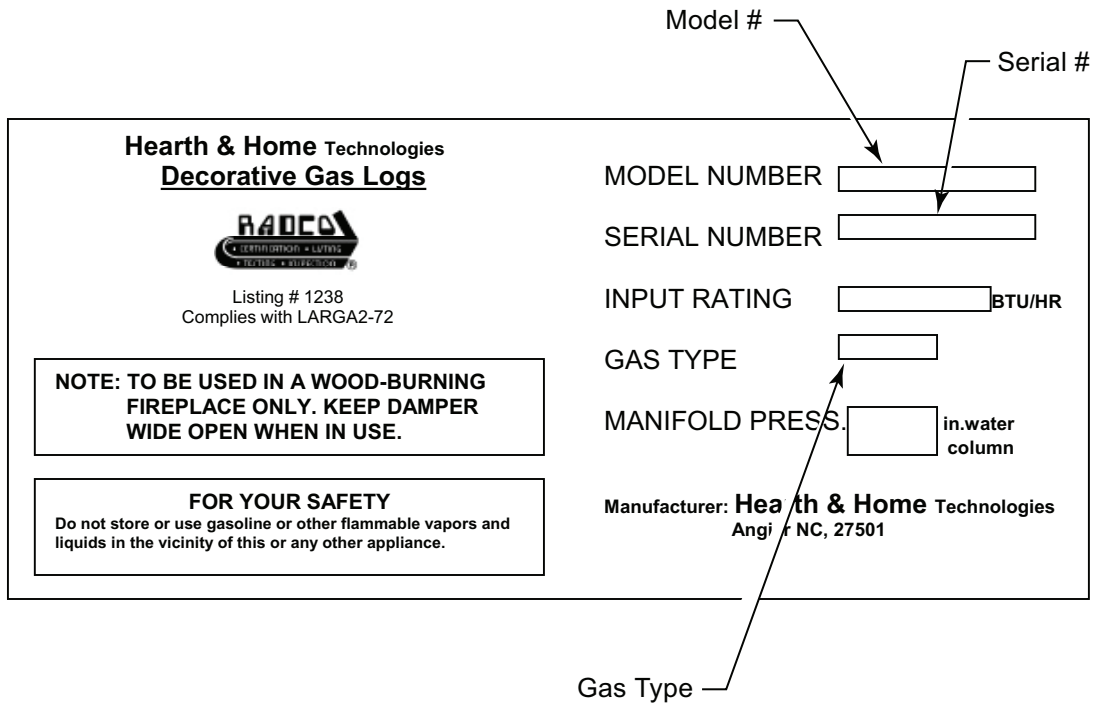 Model #
Serial #
Hearth & Home Technologies
Decorative Gas Logs
RADCO
• CERTIFICATION • LISTING
• TESTING • INSPECTION ®
Listing # 1238
Complies with LARGA2-72
NOTE: TO BE USED IN A WOOD-BURNING
FIREPLACE ONLY. KEEP DAMPER
WIDE OPEN WHEN IN USE.
FOR YOUR SAFETY
Do not store or use gasoline or other flammable vapors and
liquids in the vicinity of this or any other appliance.
MODEL NUMBER
SERIAL NUMBER
INPUT RATING BTU/HR
GAS TYPE
MANIFOLD PRESS. in.water
column
Manufacturer: Hearth & Home Technologies
Angier NC, 27501
Gas Type